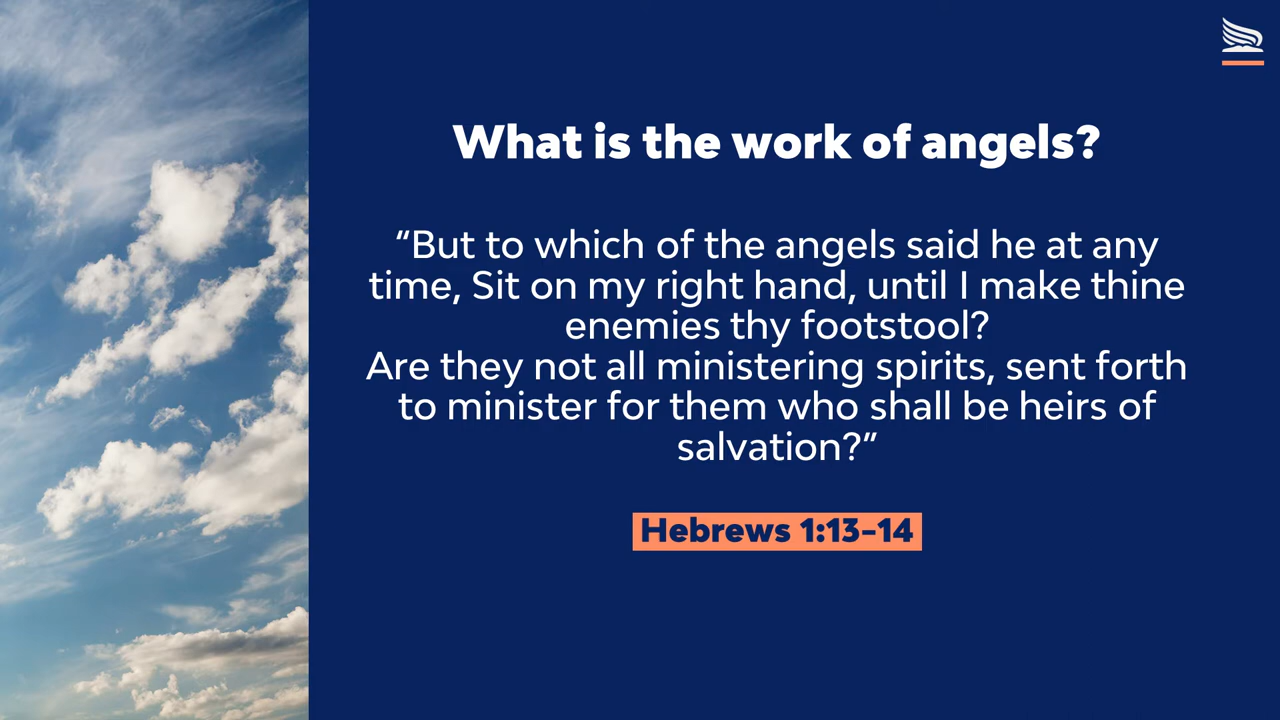 What is the work of angels?
“But to which of the angels said he at any
time, Sit on my right hand, until I make thine
enemies thy footstool?
Are they not all ministering spirits, sent forth
to minister for them who shall be heirs of
salvation?”
Hebrews 1:13–14